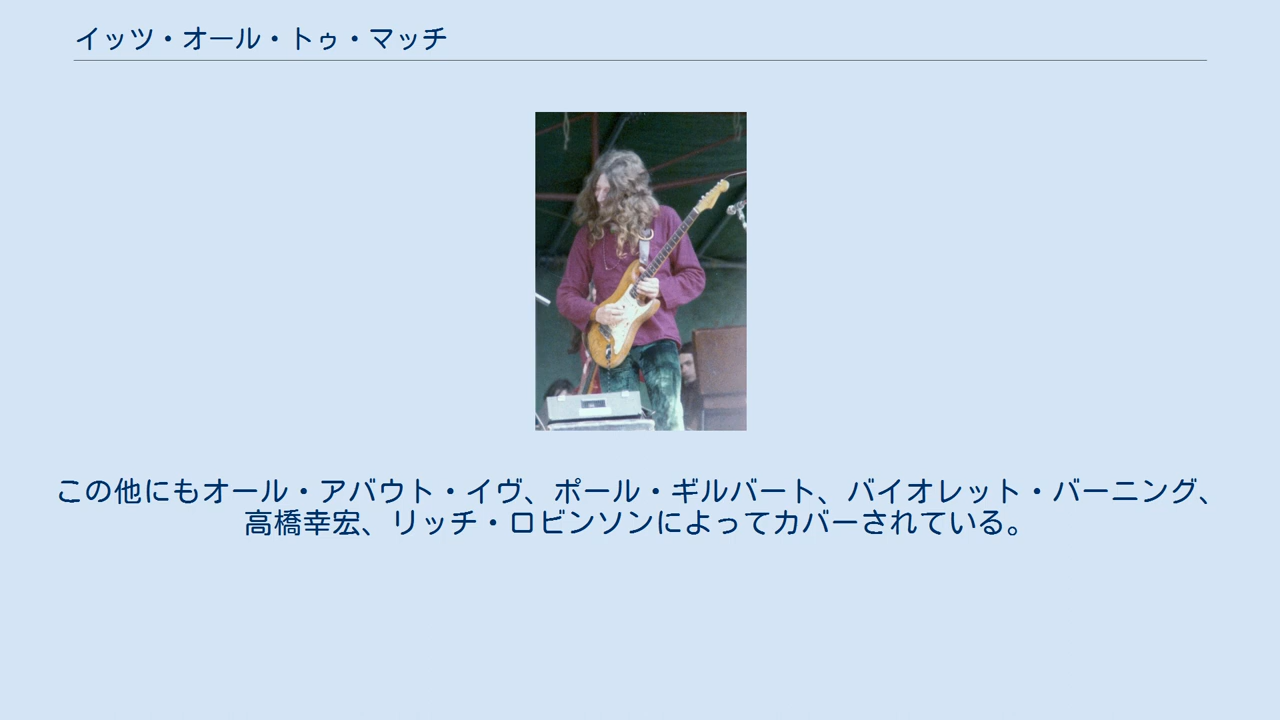 イッツ・オール・トゥ・マッチ
この他にもオール・アバウト・イヴ、ポール・ギルバート、バイオレット・バーニング、
高橋幸宏、リッチ・ロビンソンによってカバーされている。